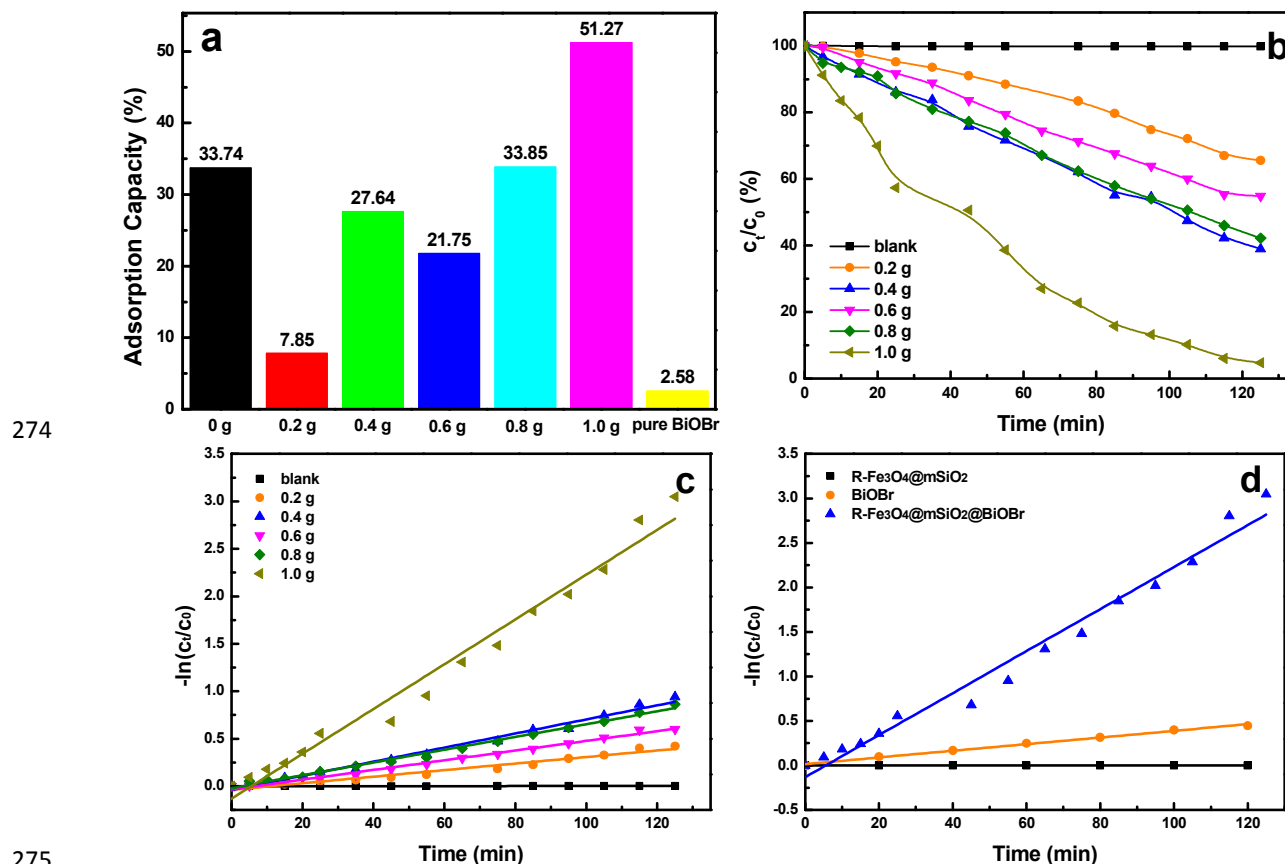 a
Adsorption Capacity (%)
50
40
30
20
10
0
33.74
7.85
27.64
21.75
33.85
51.27
2.58
0 g 0.2 g 0.4 g 0.6 g 0.8 g 1.0 g pure BiOBr
274
b
cₜ/c₀ (%)
100
80
60
40
20
0
blank
0.2 g
0.4 g
0.6 g
0.8 g
1.0 g
0 20 40 60 80 100 120
Time (min)
c
-ln(cₜ/c₀)
3.5
3.0
2.5
2.0
1.5
1.0
0.5
0.0
blank
0.2 g
0.4 g
0.6 g
0.8 g
1.0 g
0 20 40 60 80 100 120
Time (min)
275
d
-ln(cₜ/c₀)
3.5
3.0
2.5
2.0
1.5
1.0
0.5
0.0
-0.5
R-Fe₃O₄@mSiO₂
BiOBr
R-Fe₃O₄@mSiO₂@BiOBr
0 20 40 60 80 100 120
Time (min)